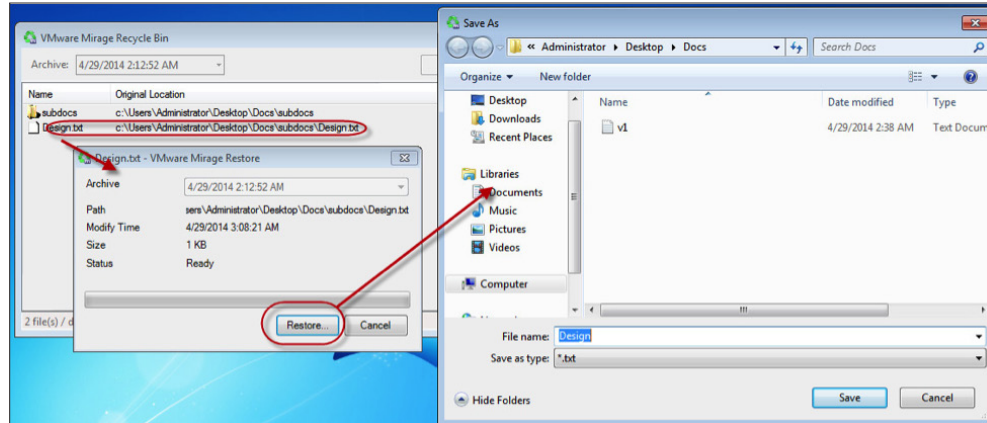 VMware Mirage Recycle Bin
Archive: 4/29/2014 2:12:52 AM
Name Original Location
subdocs c:\Users\Administrator\Desktop\Docs\subdocs
Design.txt c:\Users\Administrator\Desktop\Docs\subdocs\Design.txt
Design.txt - VMware Mirage Restore
Archive 4/29/2014 2:12:52 AM
Path sers\Administrator\Desktop\Docs\subdocs\Design.txt
Modify Time 4/29/2014 3:08:21 AM
Size 1 KB
Status Ready
Restore... Cancel
2 file(s) / d
Save As
« Administrator Desktop Docs
Search Docs
Organize New folder
Name Date modified Type
v1 4/29/2014 2:38 AM Text Docum
Desktop
Downloads
Recent Places
Libraries
Documents
Music
Pictures
Videos
Computer
File name: Design
Save as type: *.txt
Hide Folders
Save Cancel